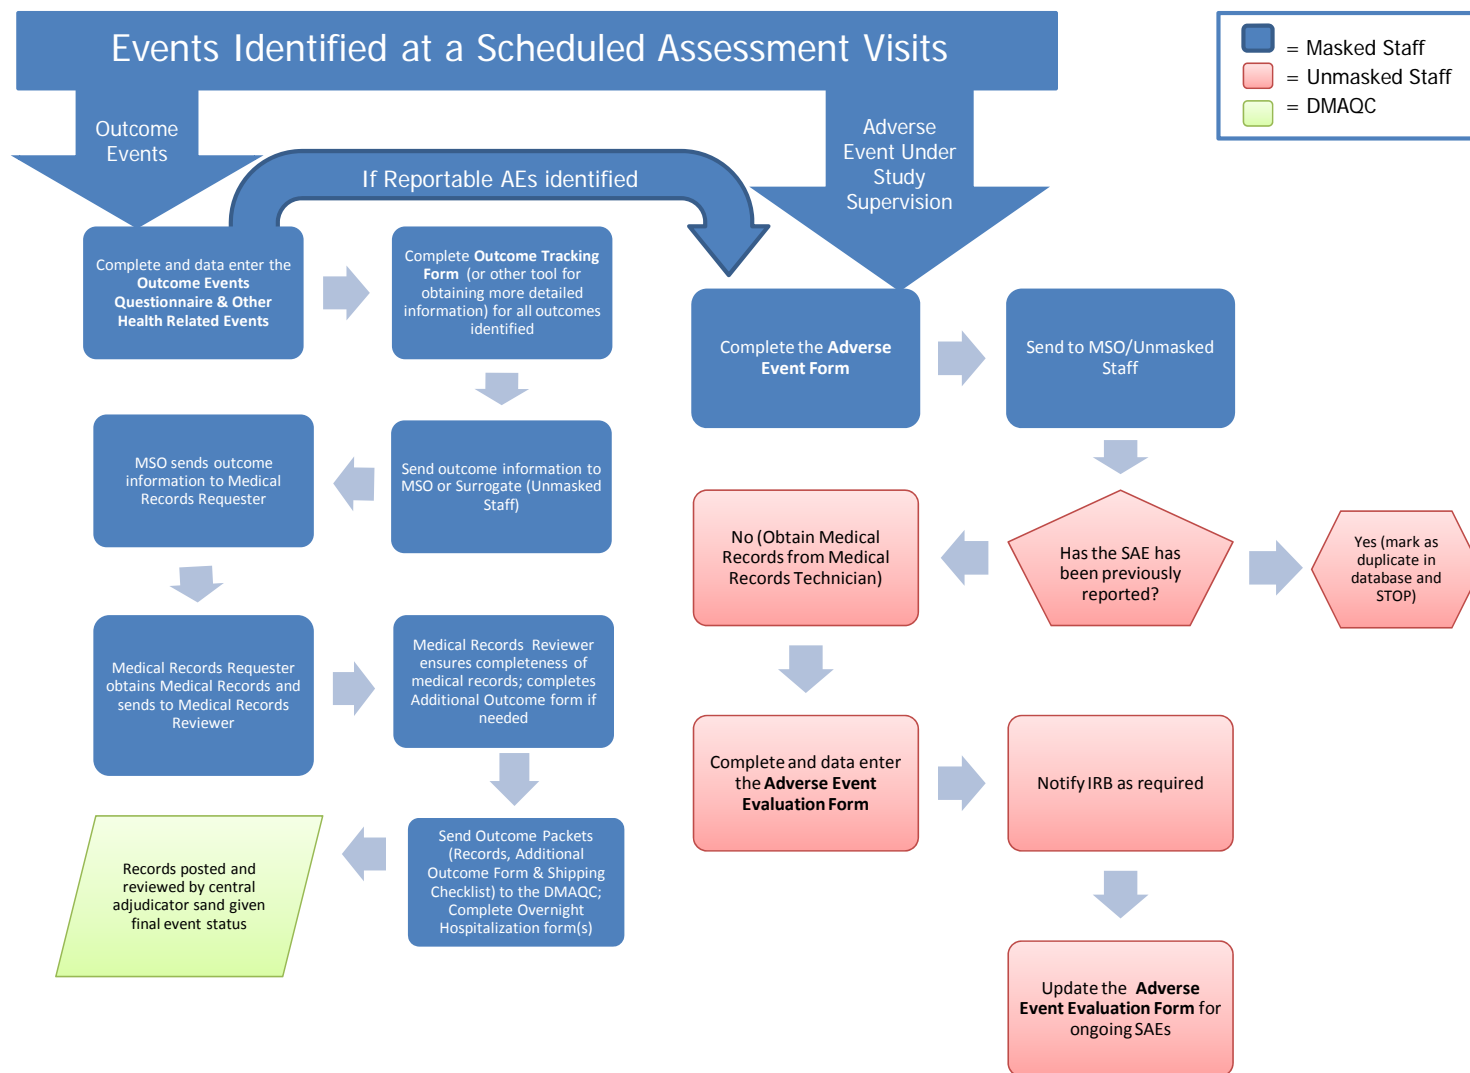 Events Identified at a Scheduled Assessment Visits
= Masked Staff
= Unmasked Staff
= DMAQC
Outcome
Events
If Reportable AEs identified
Adverse
Event Under
Study
Supervision
Complete and data enter the
Outcome Events
Questionnaire & Other
Health Related Events
Complete Outcome Tracking
Form (or other tool for
obtaining more detailed
information) for all outcomes
identified
Send outcome information to
MSO or Surrogate (Unmasked
Staff)
MSO sends outcome
information to Medical
Records Requester
Medical Records Requester
obtains Medical Records and
sends to Medical Records
Reviewer
Medical Records Reviewer
ensures completeness of
medical records; completes
Additional Outcome form if
needed
Send Outcome Packets
(Records, Additional
Outcome Form & Shipping
Checklist) to the DMAQC;
Complete Overnight
Hospitalization form(s)
Records posted and
reviewed by central
adjudicator sand given
final event status
Complete the Adverse
Event Form
Send to MSO/Unmasked
Staff
Has the SAE has
been previously
reported?
Yes (mark as
duplicate in
database and
STOP)
No (Obtain Medical
Records from Medical
Records Technician)
Complete and data enter
the Adverse Event
Evaluation Form
Notify IRB as required
Update the Adverse
Event Evaluation Form for
ongoing SAEs